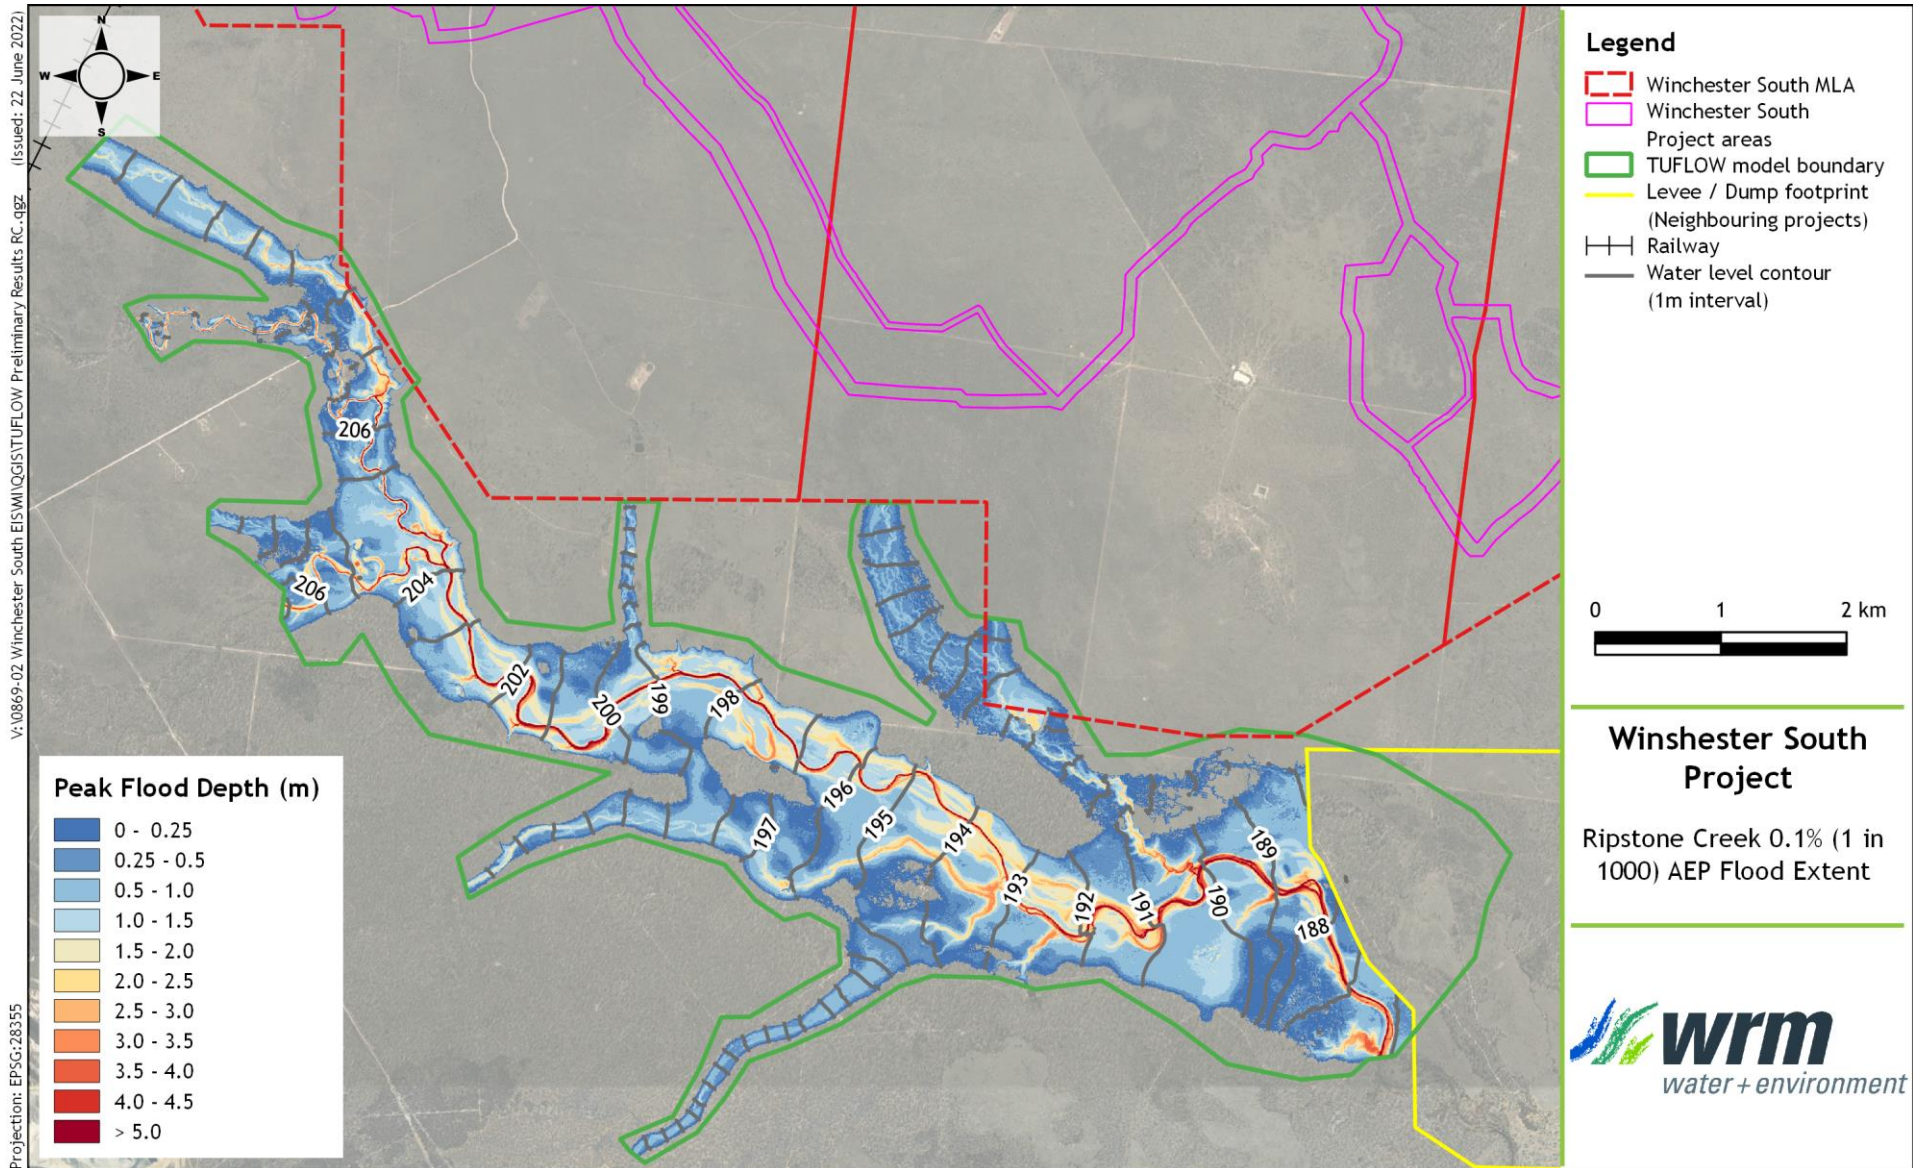 V:\0869-02 Winchester South EISWM\QGIS\TUFLOW Preliminary Results RC.qgz (Issued: 22 June 2022)
Projection: EPSG:28355
N
W
E
S
206
206
204
202
200
199
198
197
196
195
194
193
192
191
190
189
188
Peak Flood Depth (m)
0 - 0.25
0.25 - 0.5
0.5 - 1.0
1.0 - 1.5
1.5 - 2.0
2.0 - 2.5
2.5 - 3.0
3.0 - 3.5
3.5 - 4.0
4.0 - 4.5
> 5.0
Legend
Winchester South MLA
Winchester South
Project areas
TUFLOW model boundary
Levee / Dump footprint
(Neighbouring projects)
Railway
Water level contour
(1m interval)
0 1 2 km
Winshester South
Project
Ripstone Creek 0.1% (1 in
1000) AEP Flood Extent
wrm
water + environment